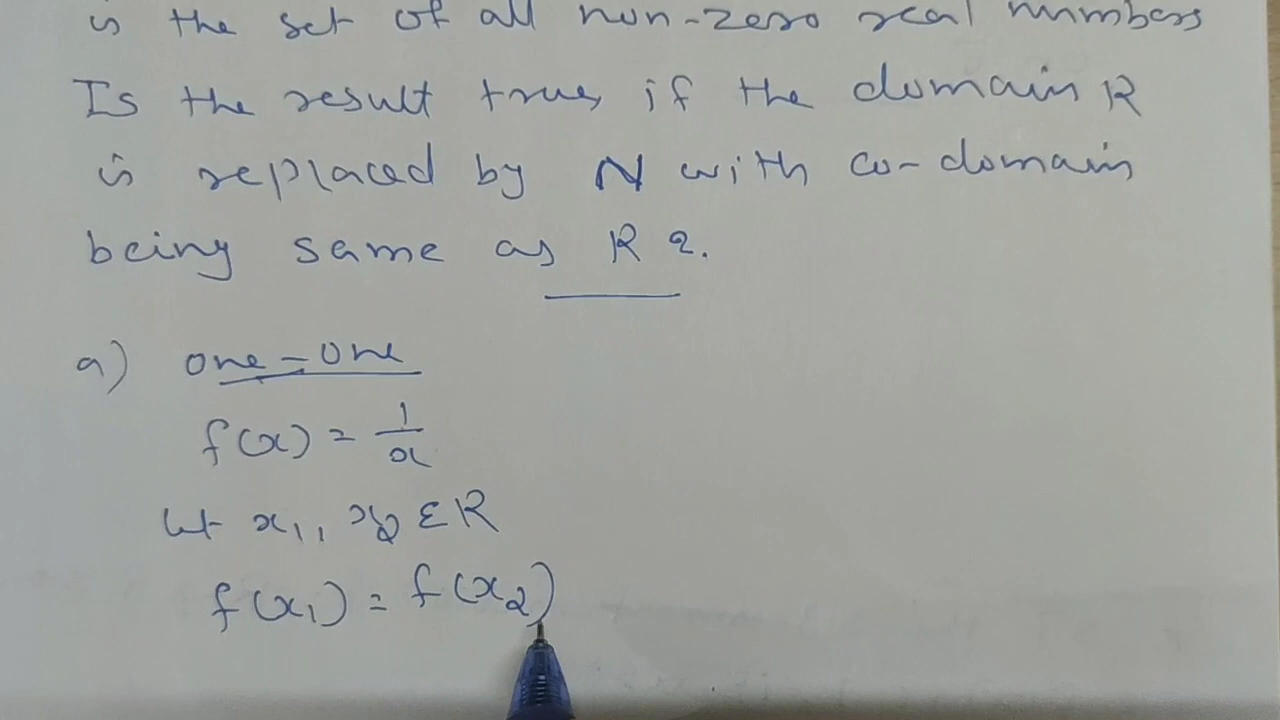 is the set of all non-zero real numbers
Is the result true, if the domain R
is replaced by N with co-domain
being same as R ?.
a) one-one
f(x) = 1/x
let x₁, x₂ ε R
f(x₁) = f(x₂)